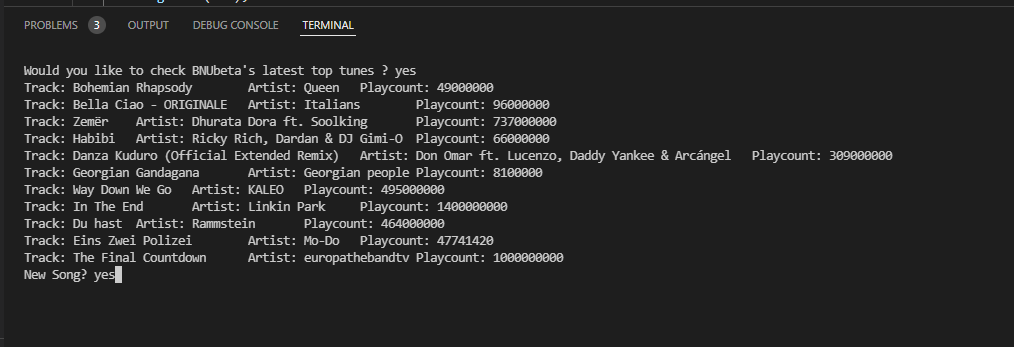 PROBLEMS 3 OUTPUT DEBUG CONSOLE TERMINAL
Would you like to check BNUbeta's latest top tunes ? yes
Track: Bohemian Rhapsody Artist: Queen Playcount: 49000000
Track: Bella Ciao - ORIGINALE Artist: Italians Playcount: 96000000
Track: Zemër Artist: Dhurata Dora ft. Soolking Playcount: 737000000
Track: Habibi Artist: Ricky Rich, Dardan & DJ Gimi-O Playcount: 66000000
Track: Danza Kuduro (Official Extended Remix) Artist: Don Omar ft. Lucenzo, Daddy Yankee & Arcángel Playcount: 309000000
Track: Georgian Gandagana Artist: Georgian people Playcount: 8100000
Track: Way Down We Go Artist: KALEO Playcount: 495000000
Track: In The End Artist: Linkin Park Playcount: 1400000000
Track: Du hast Artist: Rammstein Playcount: 464000000
Track: Eins Zwei Polizei Artist: Mo-Do Playcount: 47741420
Track: The Final Countdown Artist: europathebandtv Playcount: 1000000000
New Song? yes